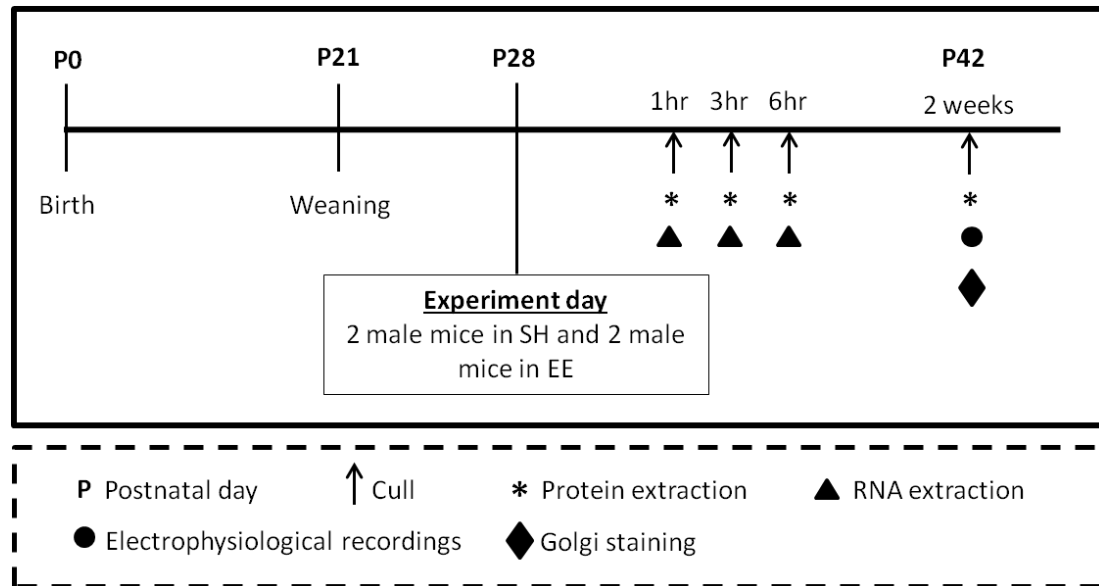 P0
P21
P28
P42
1hr
3hr
6hr
2 weeks
Birth
Weaning
* * * *
Experiment day
2 male mice in SH and 2 male
mice in EE
P Postnatal day
Cull
* Protein extraction
RNA extraction
Electrophysiological recordings
Golgi staining